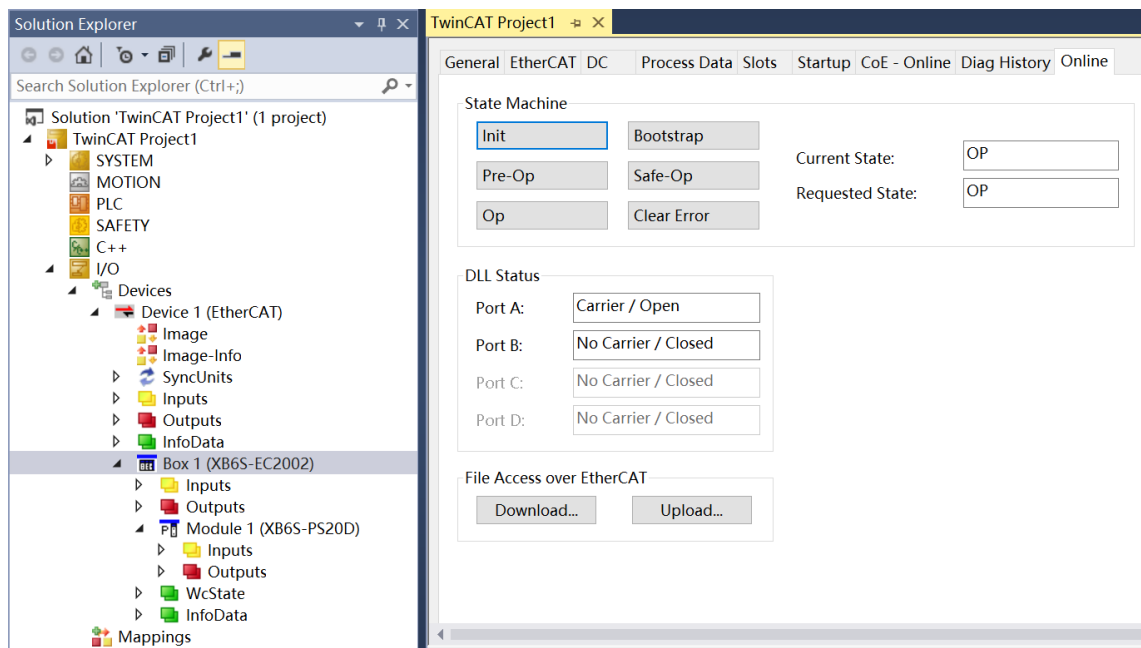 Solution Explorer
Search Solution Explorer (Ctrl+;)
Solution 'TwinCAT Project1' (1 project)
TwinCAT Project1
SYSTEM
MOTION
PLC
SAFETY
C++
I/O
Devices
Device 1 (EtherCAT)
Image
Image-Info
SyncUnits
Inputs
Outputs
InfoData
Box 1 (XB6S-EC2002)
Inputs
Outputs
Module 1 (XB6S-PS20D)
Inputs
Outputs
WcState
InfoData
Mappings
TwinCAT Project1
General EtherCAT DC Process Data Slots Startup CoE - Online Diag History Online
State Machine
Init Bootstrap
Pre-Op Safe-Op
Op Clear Error
Current State: OP
Requested State: OP
DLL Status
Port A: Carrier / Open
Port B: No Carrier / Closed
Port C: No Carrier / Closed
Port D: No Carrier / Closed
File Access over EtherCAT
Download... Upload...